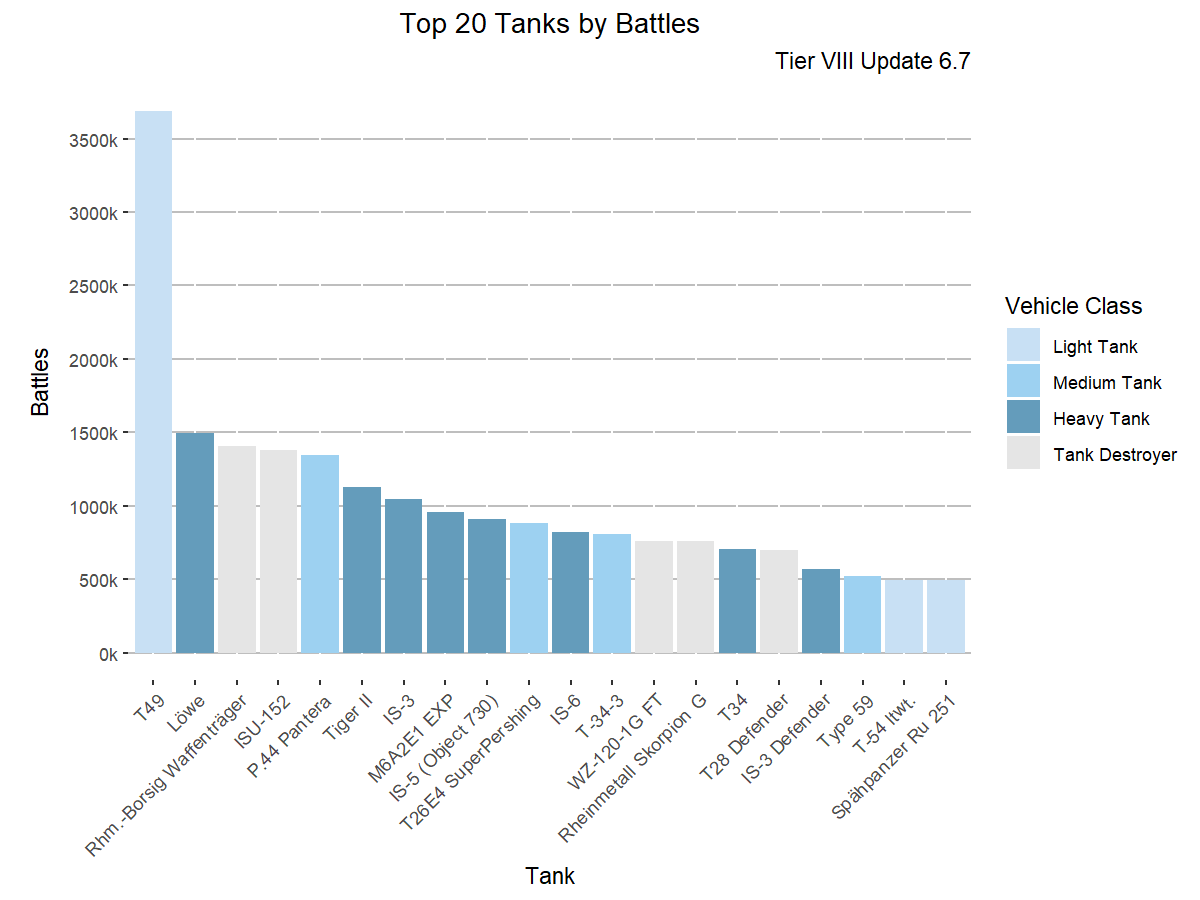 Top 20 Tanks by Battles
Tier VIII Update 6.7
3500k
3000k
2500k
2000k
1500k
1000k
500k
0k
Battles
T49
Löwe
Rhm.-Borsig Waffenträger
ISU-152
P.44 Pantera
Tiger II
IS-3
M6A2E1 EXP
IS-5 (Object 730)
T26E4 SuperPershing
IS-6
T-34-3
WZ-120-1G FT
Rheinmetall Skorpion G
T34
T28 Defender
IS-3 Defender
Type 59
T-54 ltwt.
Spähpanzer Ru 251
Tank
Vehicle Class
Light Tank
Medium Tank
Heavy Tank
Tank Destroyer